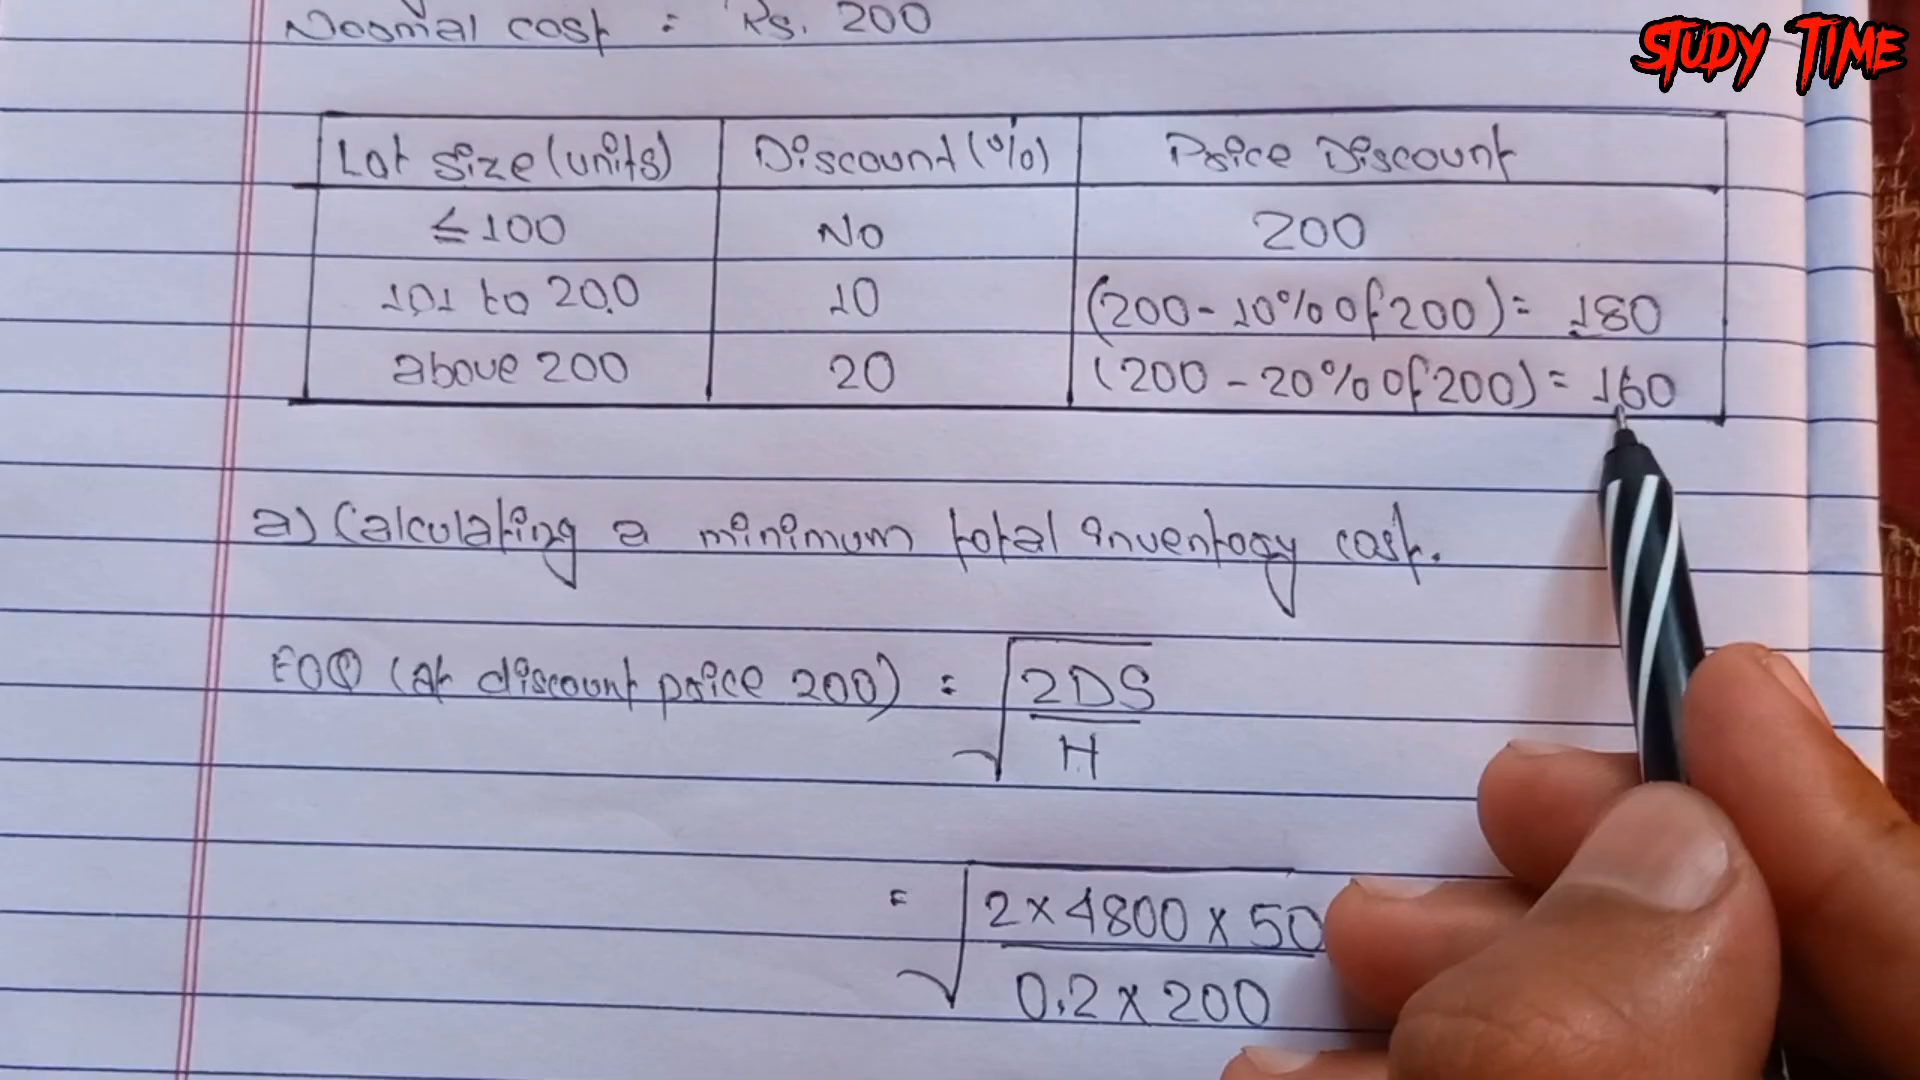 Normal cost : Rs. 200
STUDY TIME
Lot size (units) Discount (%) Price Discount
≤ 100 No 200
101 to 200 10 (200 - 10% of 200) = 180
above 200 20 (200 - 20% of 200) = 160
a) Calculating a minimum total inventory cost.
EOQ (at discount price 200) = √2DS
H
= √2 x 4800 x 50
0.2 x 200